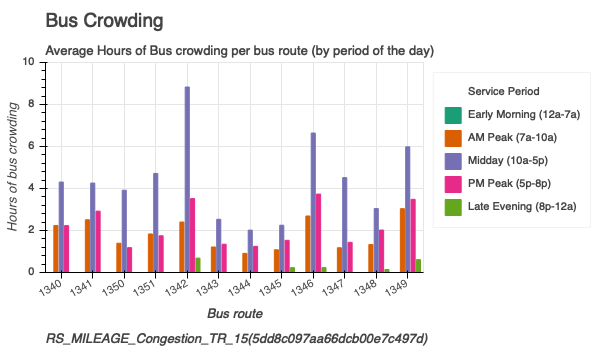 Bus Crowding
Average Hours of Bus crowding per bus route (by period of the day)
10
8
6
4
2
0
Hours of bus crowding
1340 1341 1350 1351 1342 1343 1344 1345 1346 1347 1348 1349
Bus route
Service Period
Early Morning (12a-7a)
AM Peak (7a-10a)
Midday (10a-5p)
PM Peak (5p-8p)
Late Evening (8p-12a)
RS_MILEAGE_Congestion_TR_15(5dd8c097aa66dcb00e7c497d)